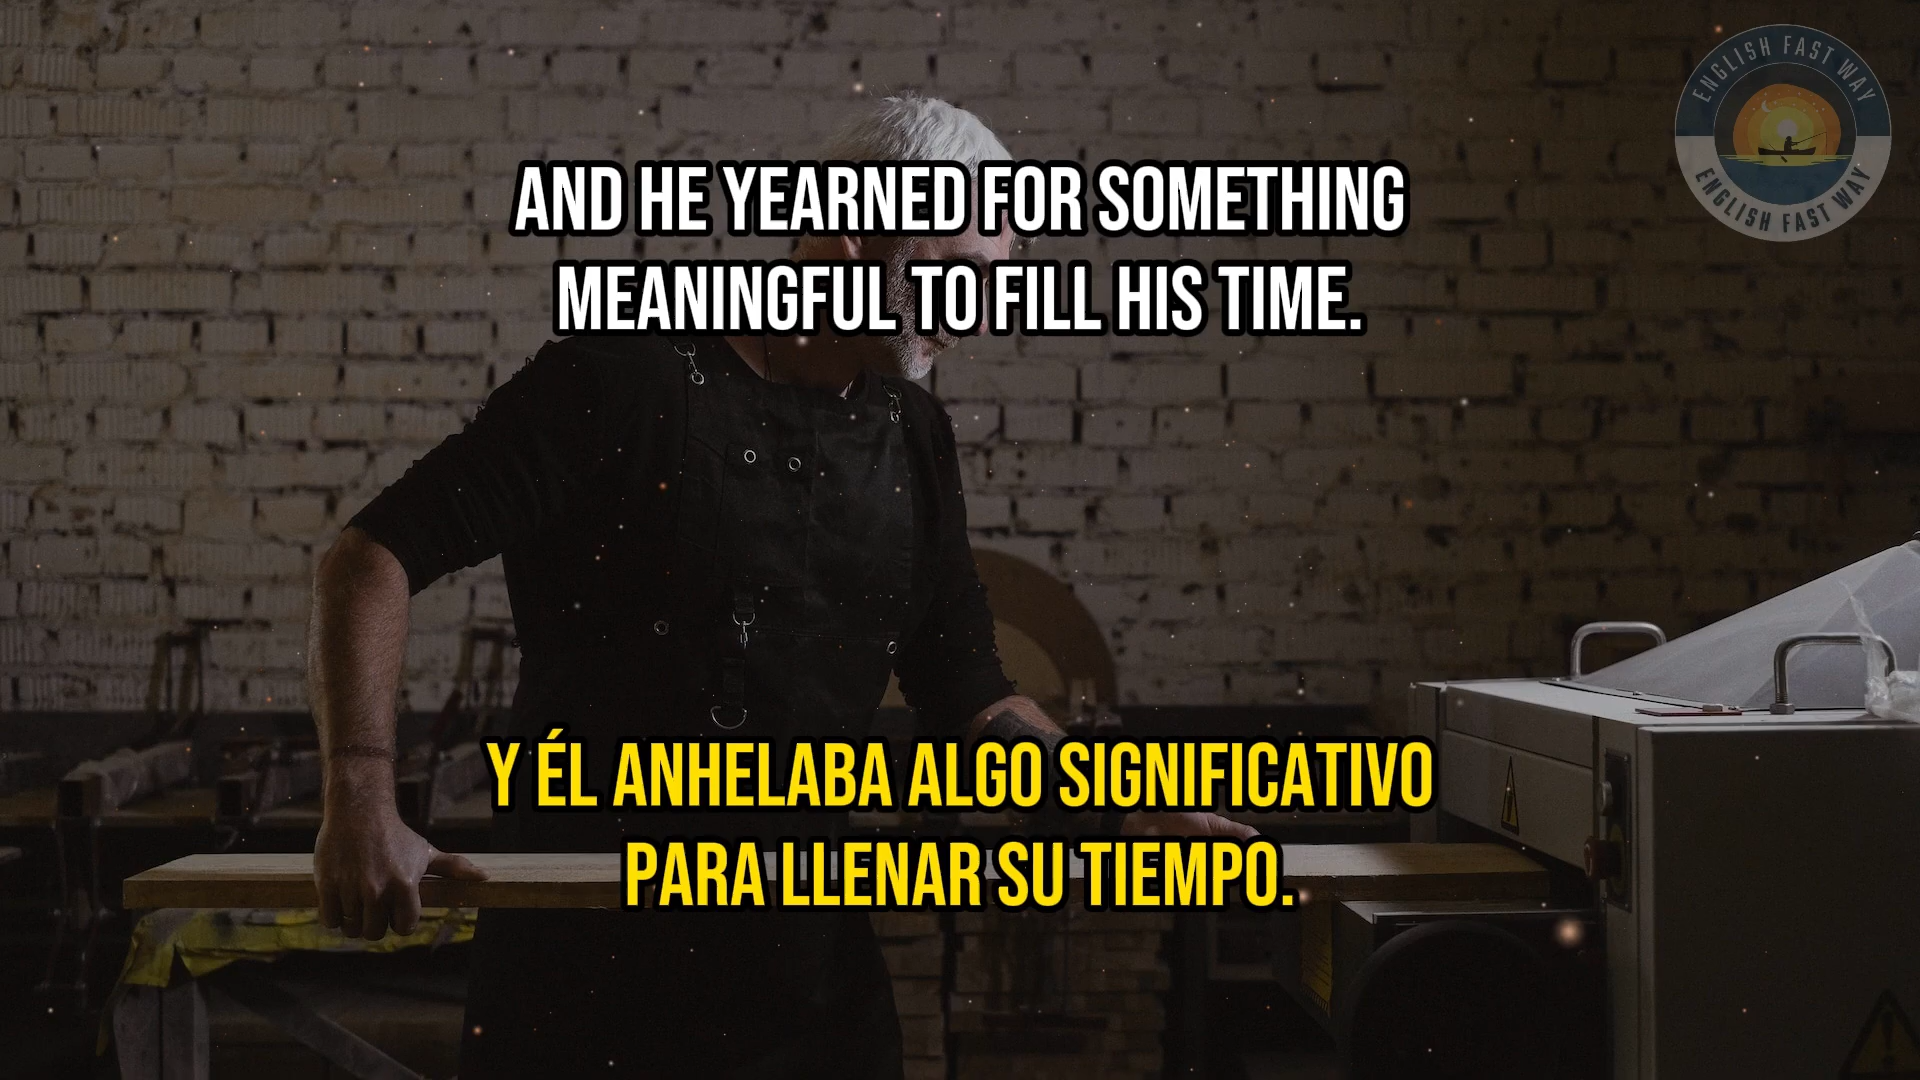 ENGLISH FAST WAY
AND HE YEARNED FOR SOMETHING
MEANINGFUL TO FILL HIS TIME.
ENGLISH FAST WAY
Y ÉL ANHELABA ALGO SIGNIFICATIVO
PARA LLENAR SU TIEMPO.